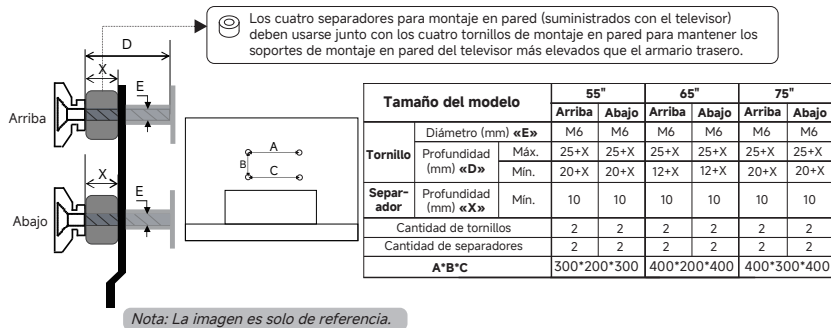 Los cuatro separadores para montaje en pared (suministrados con el televisor)
deben usarse junto con los cuatro tornillos de montaje en pared para mantener los
soportes de montaje en pared del televisor más elevados que el armario trasero.
D
X
E
Arriba
X
E
Abajo
A
B
C
Tamaño del modelo 55" 65" 75"
Arriba Abajo Arriba Abajo Arriba Abajo
Tornillo Diámetro (mm) «E» M6 M6 M6 M6 M6 M6
Profundidad (mm) «D» Máx. 25+X 25+X 25+X 25+X 25+X 25+X
Mín. 20+X 20+X 12+X 12+X 20+X 20+X
Separ-
ador Profundidad (mm) «X» Mín. 10 10 10 10 10 10
Cantidad de tornillos 2 2 2 2 2 2
Cantidad de separadores 2 2 2 2 2 2
A*B*C 300*200*300 400*200*400 400*300*400
Nota: La imagen es solo de referencia.